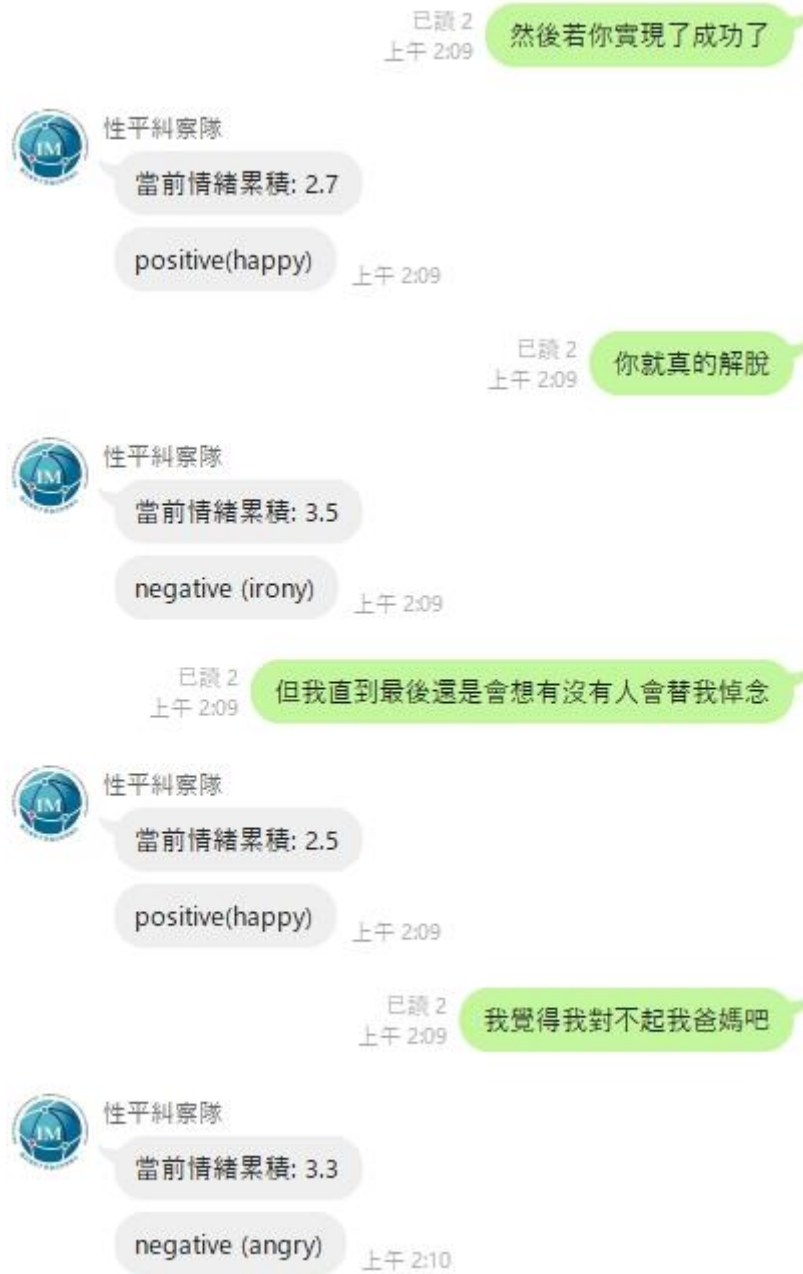 已讀 2
上午 2:09
然後若你實現了成功了
IM
性平糾察隊
當前情緒累積: 2.7
positive(happy)
上午 2:09
已讀 2
上午 2:09
你就真的解脫
IM
性平糾察隊
當前情緒累積: 3.5
negative (irony)
上午 2:09
已讀 2
上午 2:09
但我直到最後還是會想有沒有人會替我悼念
IM
性平糾察隊
當前情緒累積: 2.5
positive(happy)
上午 2:09
已讀 2
上午 2:09
我覺得我對不起我爸媽吧
IM
性平糾察隊
當前情緒累積: 3.3
negative (angry)
上午 2:10